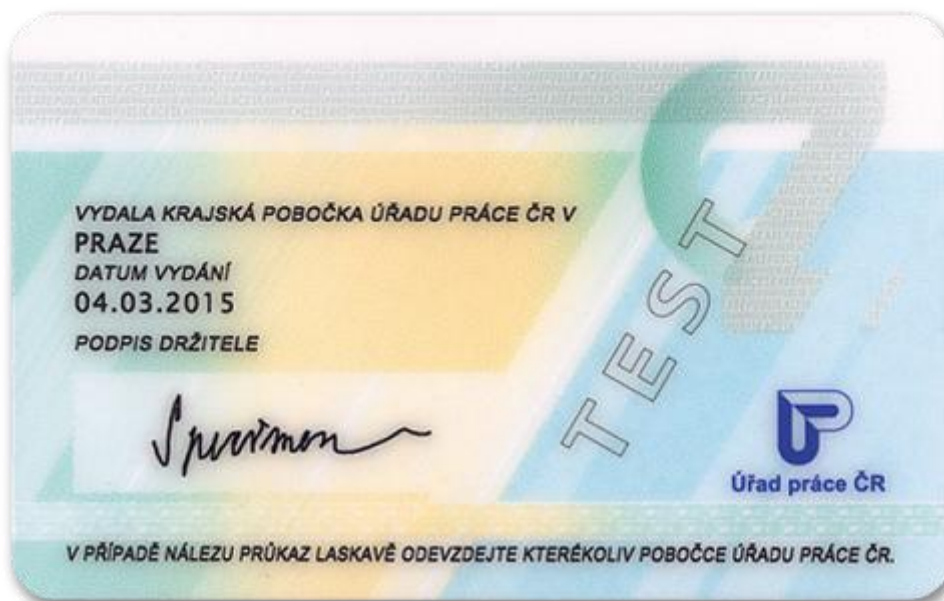 VYDALA KRAJSKÁ POBOČKA ÚŘADU PRÁCE ČR V
PRAZE
DATUM VYDÁNÍ
04.03.2015
PODPIS DRŽITELE
Specimen
TEST
Úřad práce ČR
V PŘÍPADĚ NÁLEZU PRŮKAZ LASKAVĚ ODEVZDEJTE KTERÉKOLIV POBOČCE ÚŘADU PRÁCE ČR.